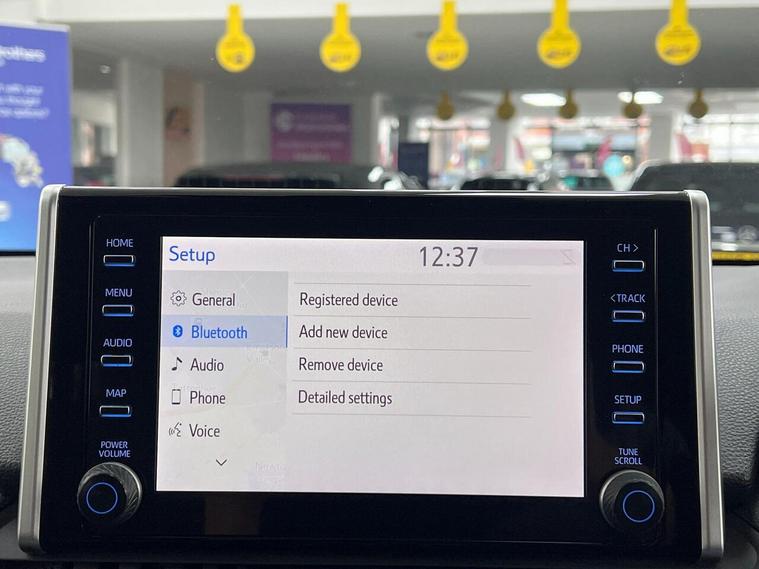 Setup
12:37
General
Bluetooth
Audio
Phone
Voice
Registered device
Add new device
Remove device
Detailed settings
HOME
MENU
AUDIO
MAP
POWER
VOLUME
CH >
<TRACK
PHONE
SETUP
TUNE
SCROLL